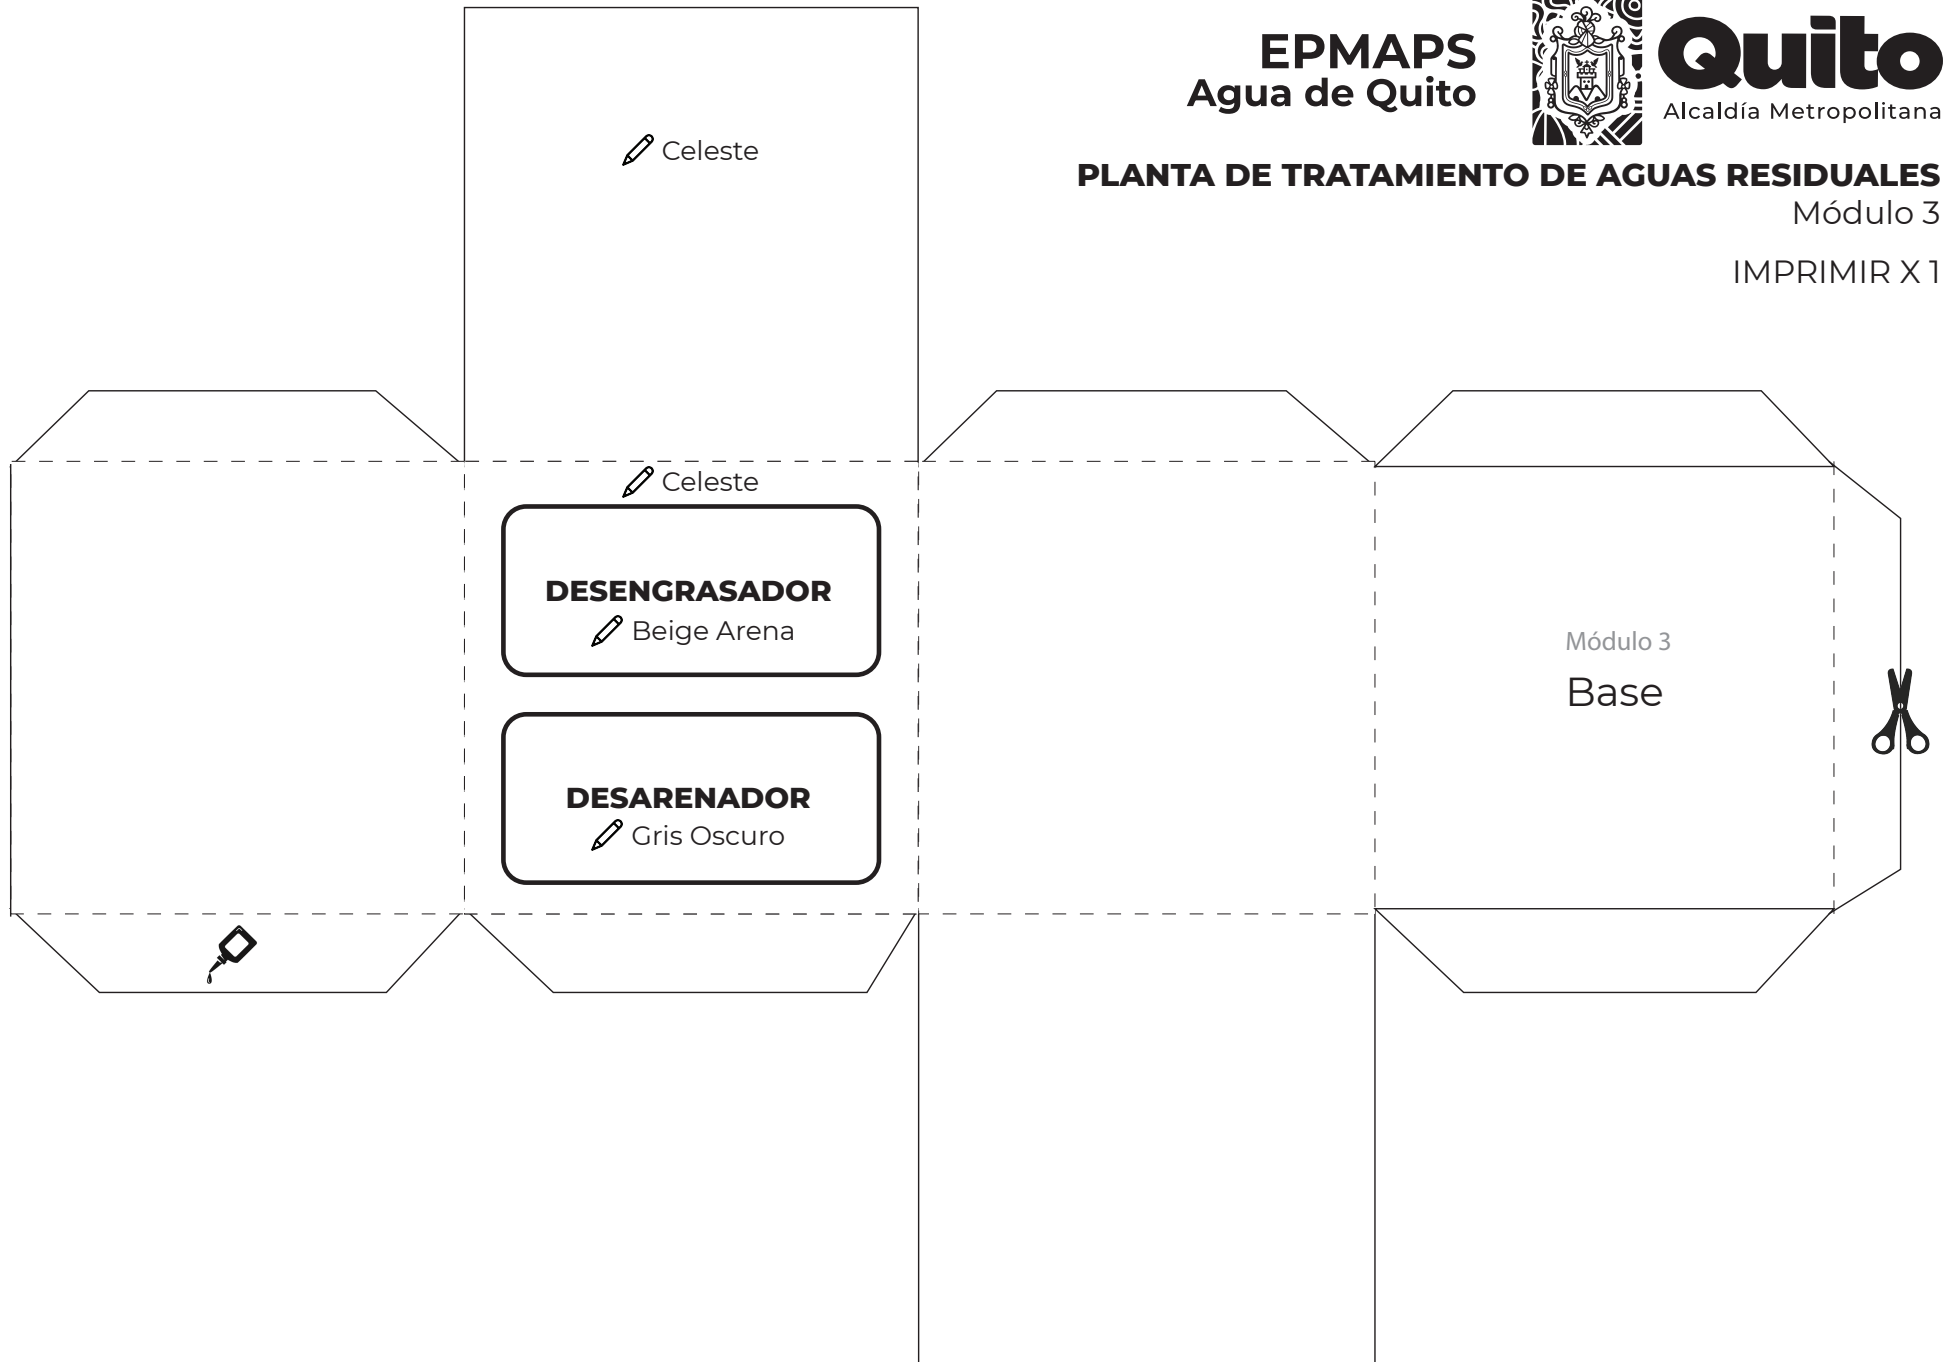 EPMAPS
Agua de Quito
Quito
Alcaldía Metropolitana
PLANTA DE TRATAMIENTO DE AGUAS RESIDUALES
Módulo 3
IMPRIMIR X 1
Celeste
Celeste
DESENGRASADOR
Beige Arena
DESARENADOR
Gris Oscuro
Módulo 3
Base